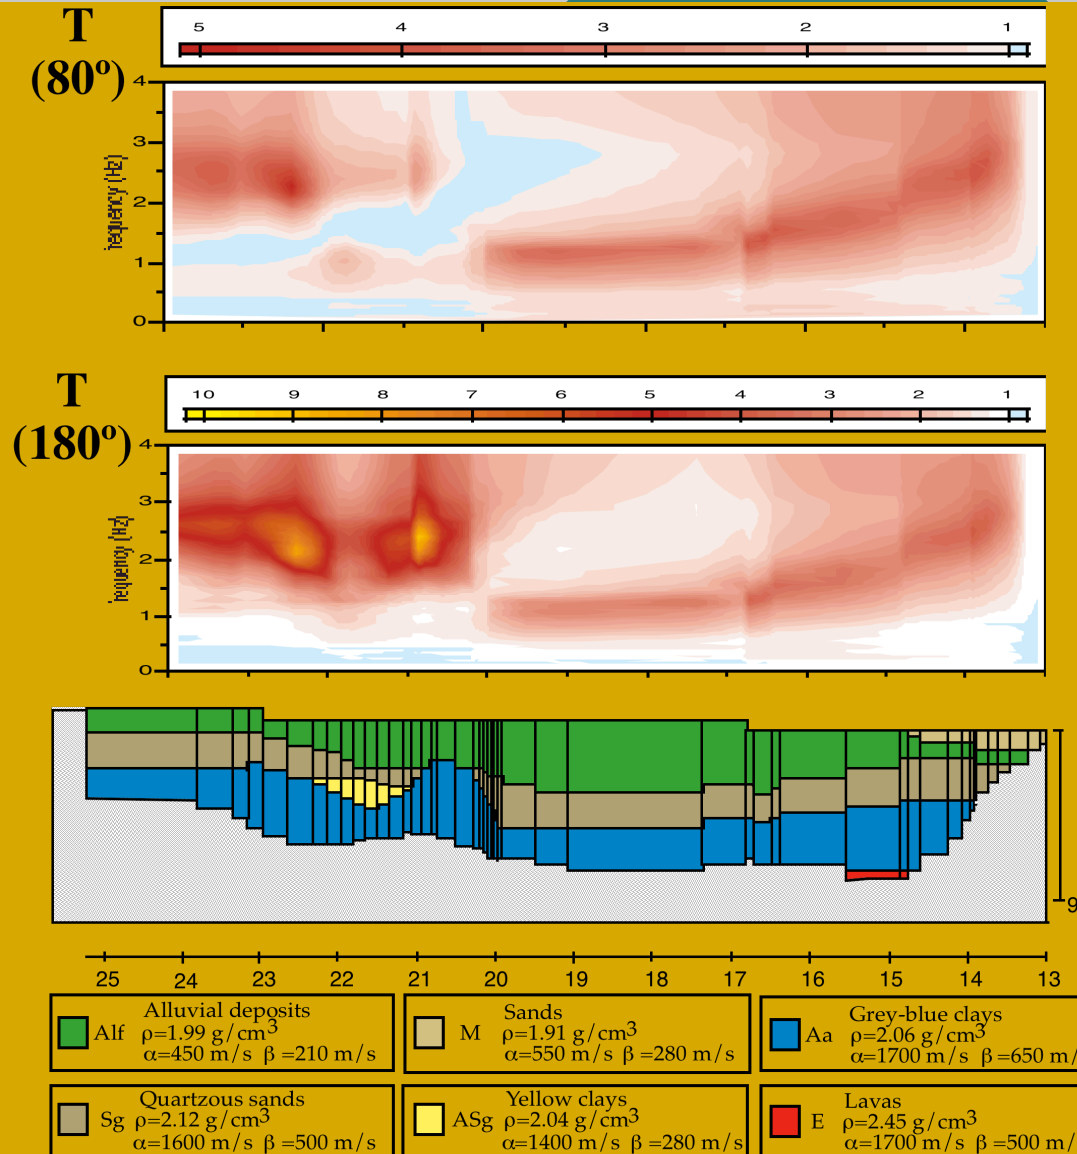 T
(80º)
5 4 3 2 1
4
3
2
1
0
requency (Hz)
T
(180º)
10 9 8 7 6 5 4 3 2 1
4
3
2
1
0
requency (Hz)
9
25 24 23 22 21 20 19 18 17 16 15 14 13
Alluvial deposits
Alf ρ=1.99 g/cm3
α=450 m/s β =210 m/s
Sands
M ρ=1.91 g/cm3
α=550 m/s β =280 m/s
Grey-blue clays
Aa ρ=2.06 g/cm3
α=1700 m/s β =650 m/
Quartzous sands
Sg ρ=2.12 g/cm3
α=1600 m/s β =500 m/s
Yellow clays
ASg ρ=2.04 g/cm3
α=1400 m/s β =280 m/s
Lavas
E ρ=2.45 g/cm3
α=1700 m/s β =500 m/